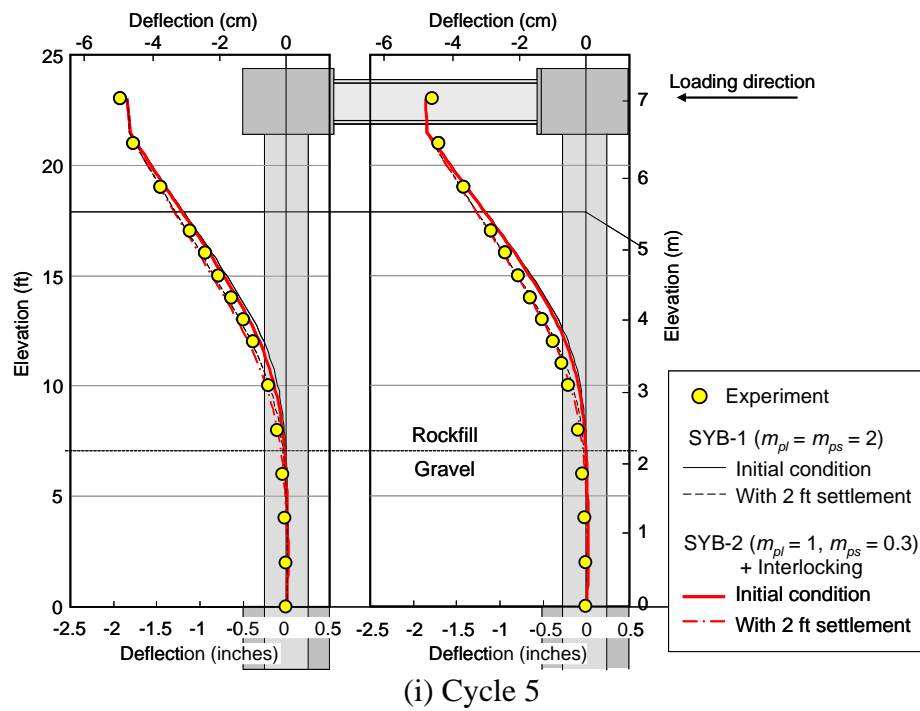 Deflection (cm)
Deflection (cm)
-6 -4 -2 0
-6 -4 -2 0
25
20
15
10
5
0
Elevation (ft)
7
6
5
4
3
2
1
0
Elevation (m)
Loading direction
Rockfill
Gravel
Experiment
SYB-1 (mpl = mps = 2)
Initial condition
With 2 ft settlement
SYB-2 (mpl = 1, mps = 0.3)
+ Interlocking
Initial condition
With 2 ft settlement
-2.5 -2 -1.5 -1 -0.5 0 0.5
-2.5 -2 -1.5 -1 -0.5 0 0.5
Deflection (inches)
Deflection (inches)
(i) Cycle 5